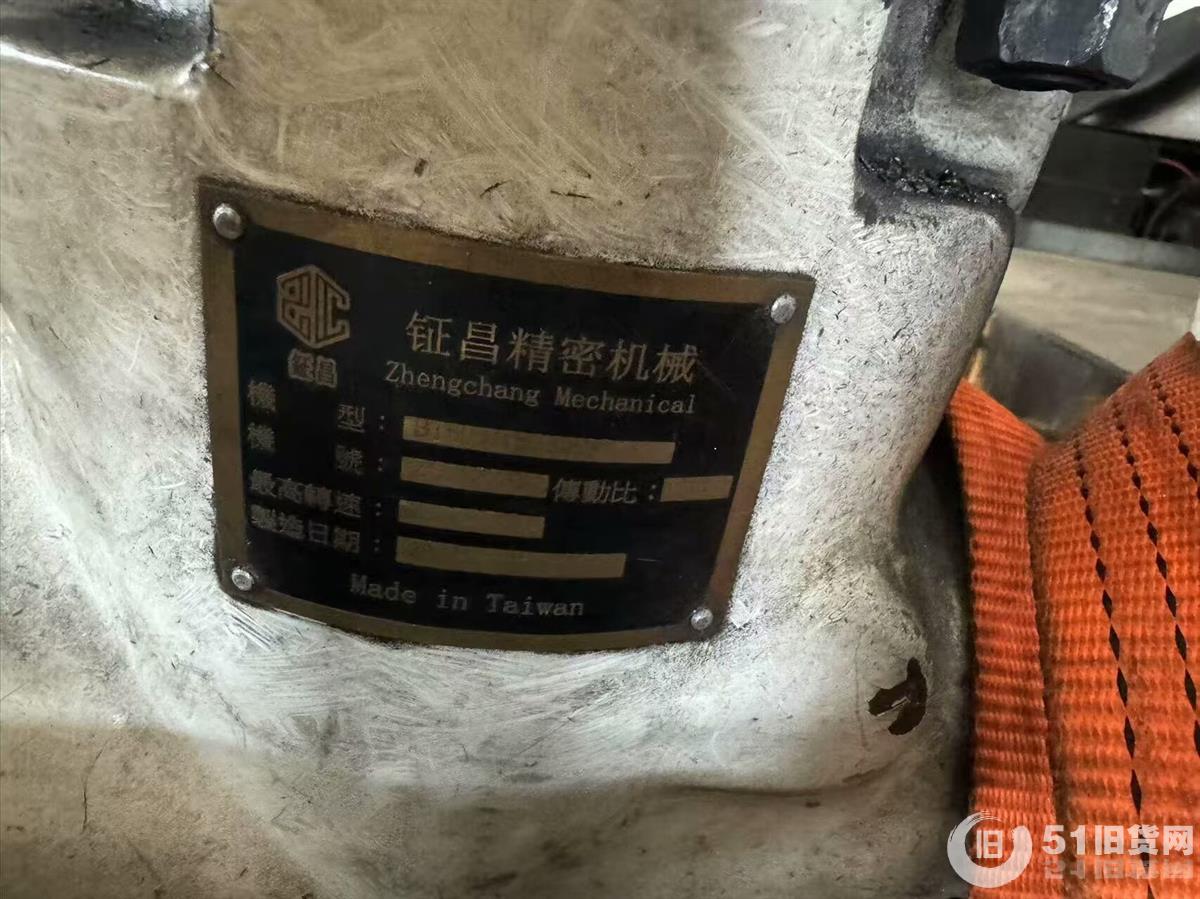 钲昌精密机械
钲昌
Zhengchang Mechanical
機型：
機號： 傳動比：
最高轉速：
製造日期：
Made in Taiwan
旧 51旧货网